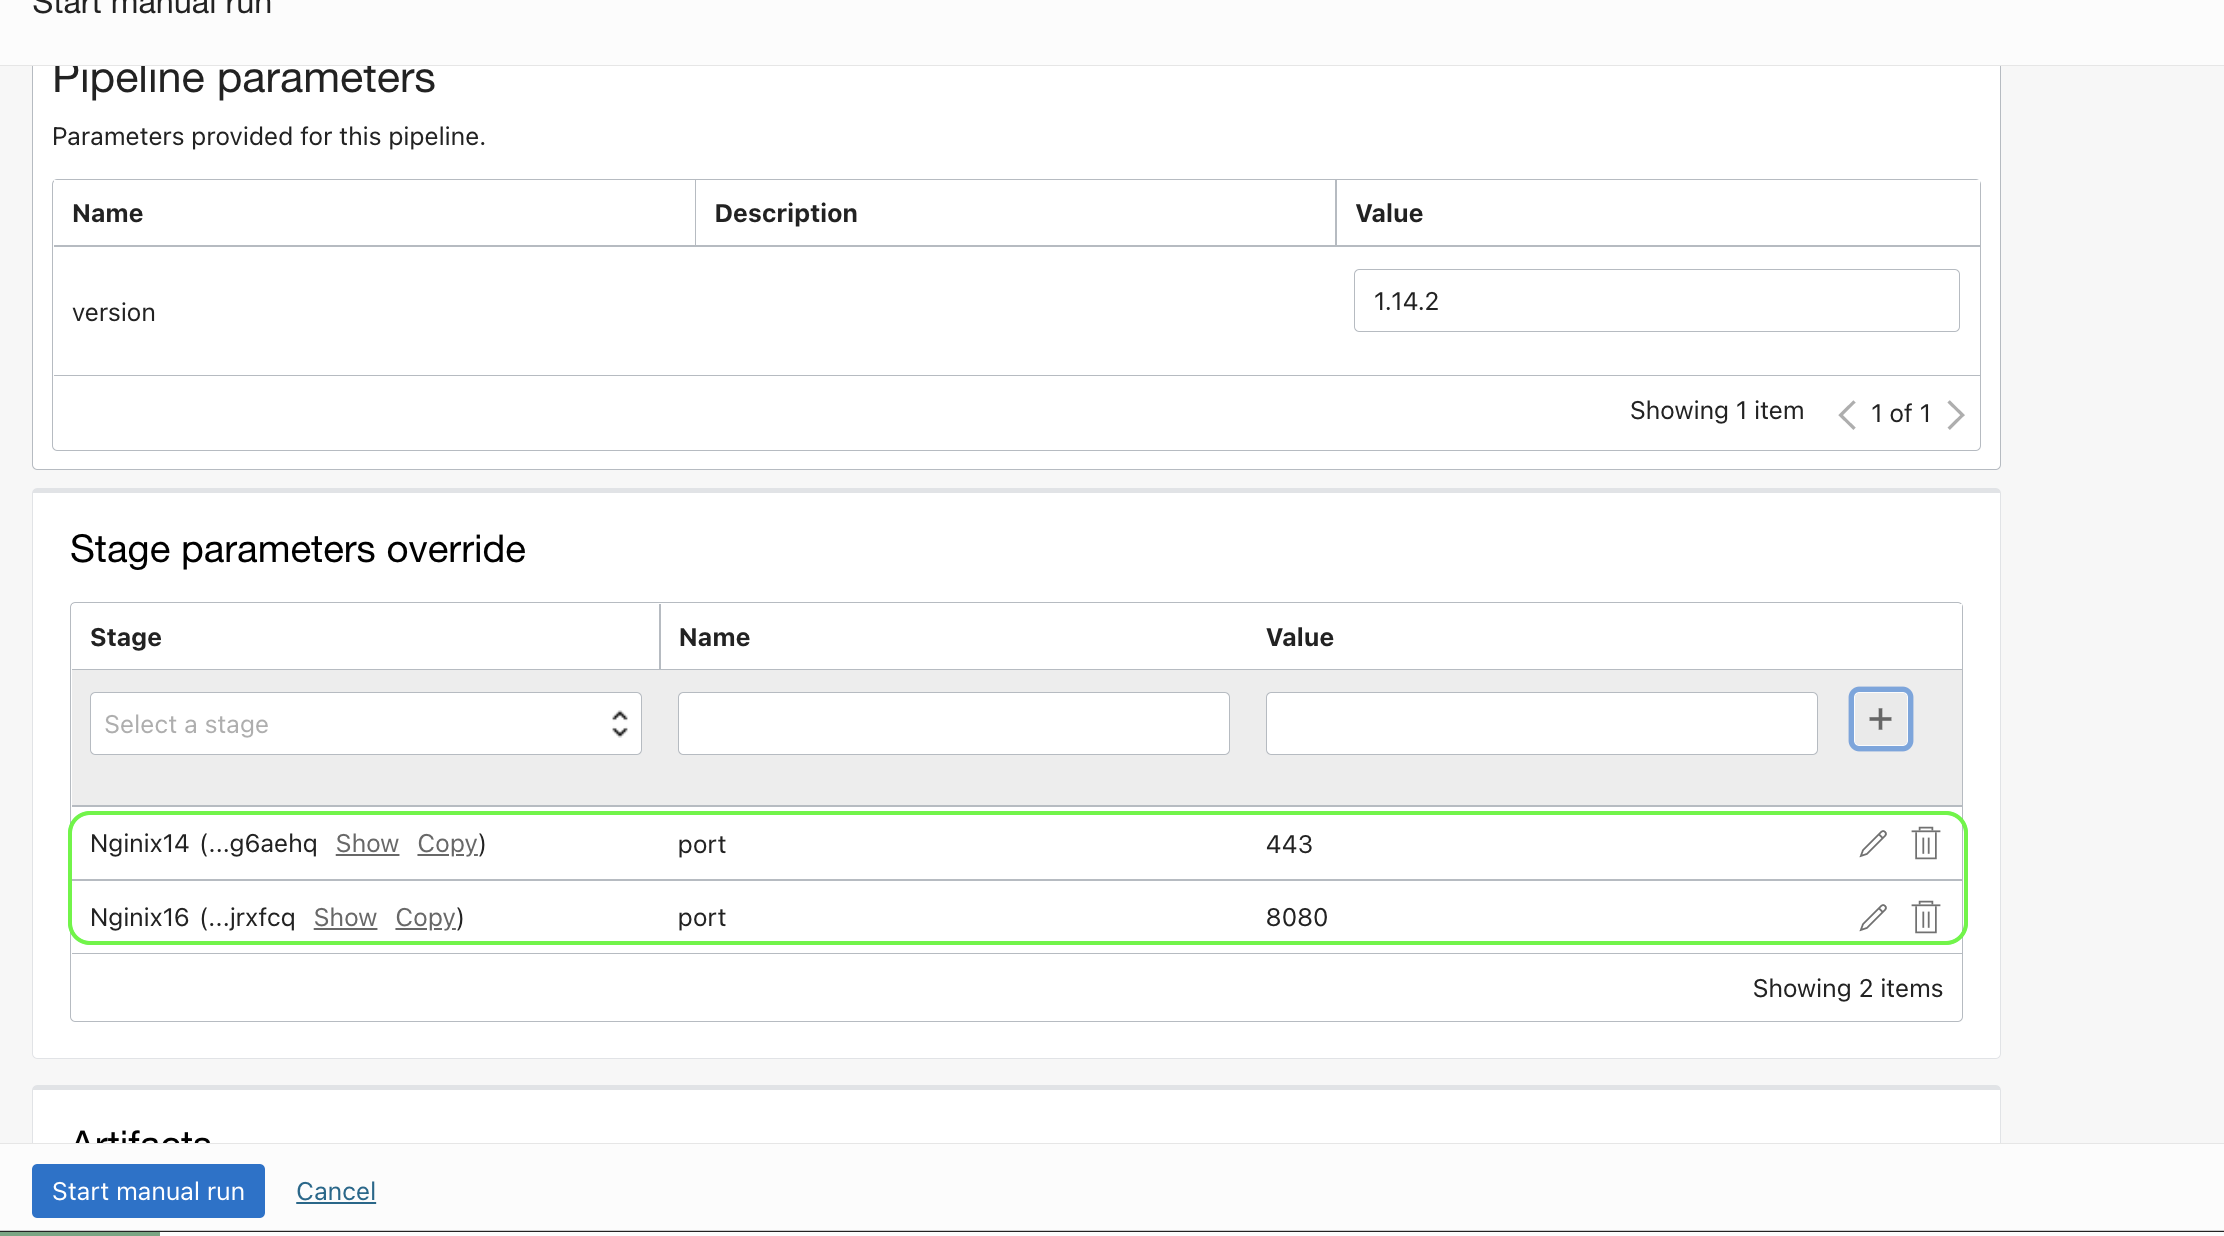 Start manual run
Pipeline parameters
Parameters provided for this pipeline.
Name Description Value
version 1.14.2
Showing 1 item 1 of 1
Stage parameters override
Stage Name Value
Select a stage
Nginix14 (...g6aehq Show Copy) port 443
Nginix16 (...jrxfcq Show Copy) port 8080
Showing 2 items
Artifacts
Start manual run Cancel